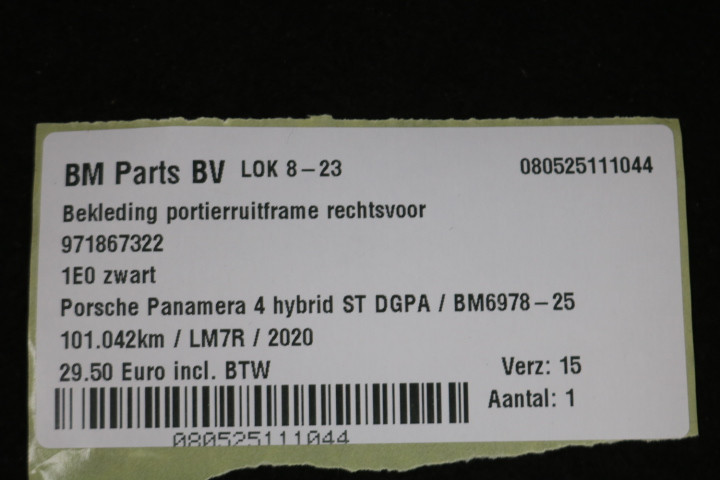 BM Parts BV LOK 8-23 080525111044
Bekleding portierruitframe rechtsvoor
971867322
1E0 zwart
Porsche Panamera 4 hybrid ST DGPA / BM6978-25
101.042km / LM7R / 2020
29.50 Euro incl. BTW
Verz: 15
Aantal: 1
080525111044